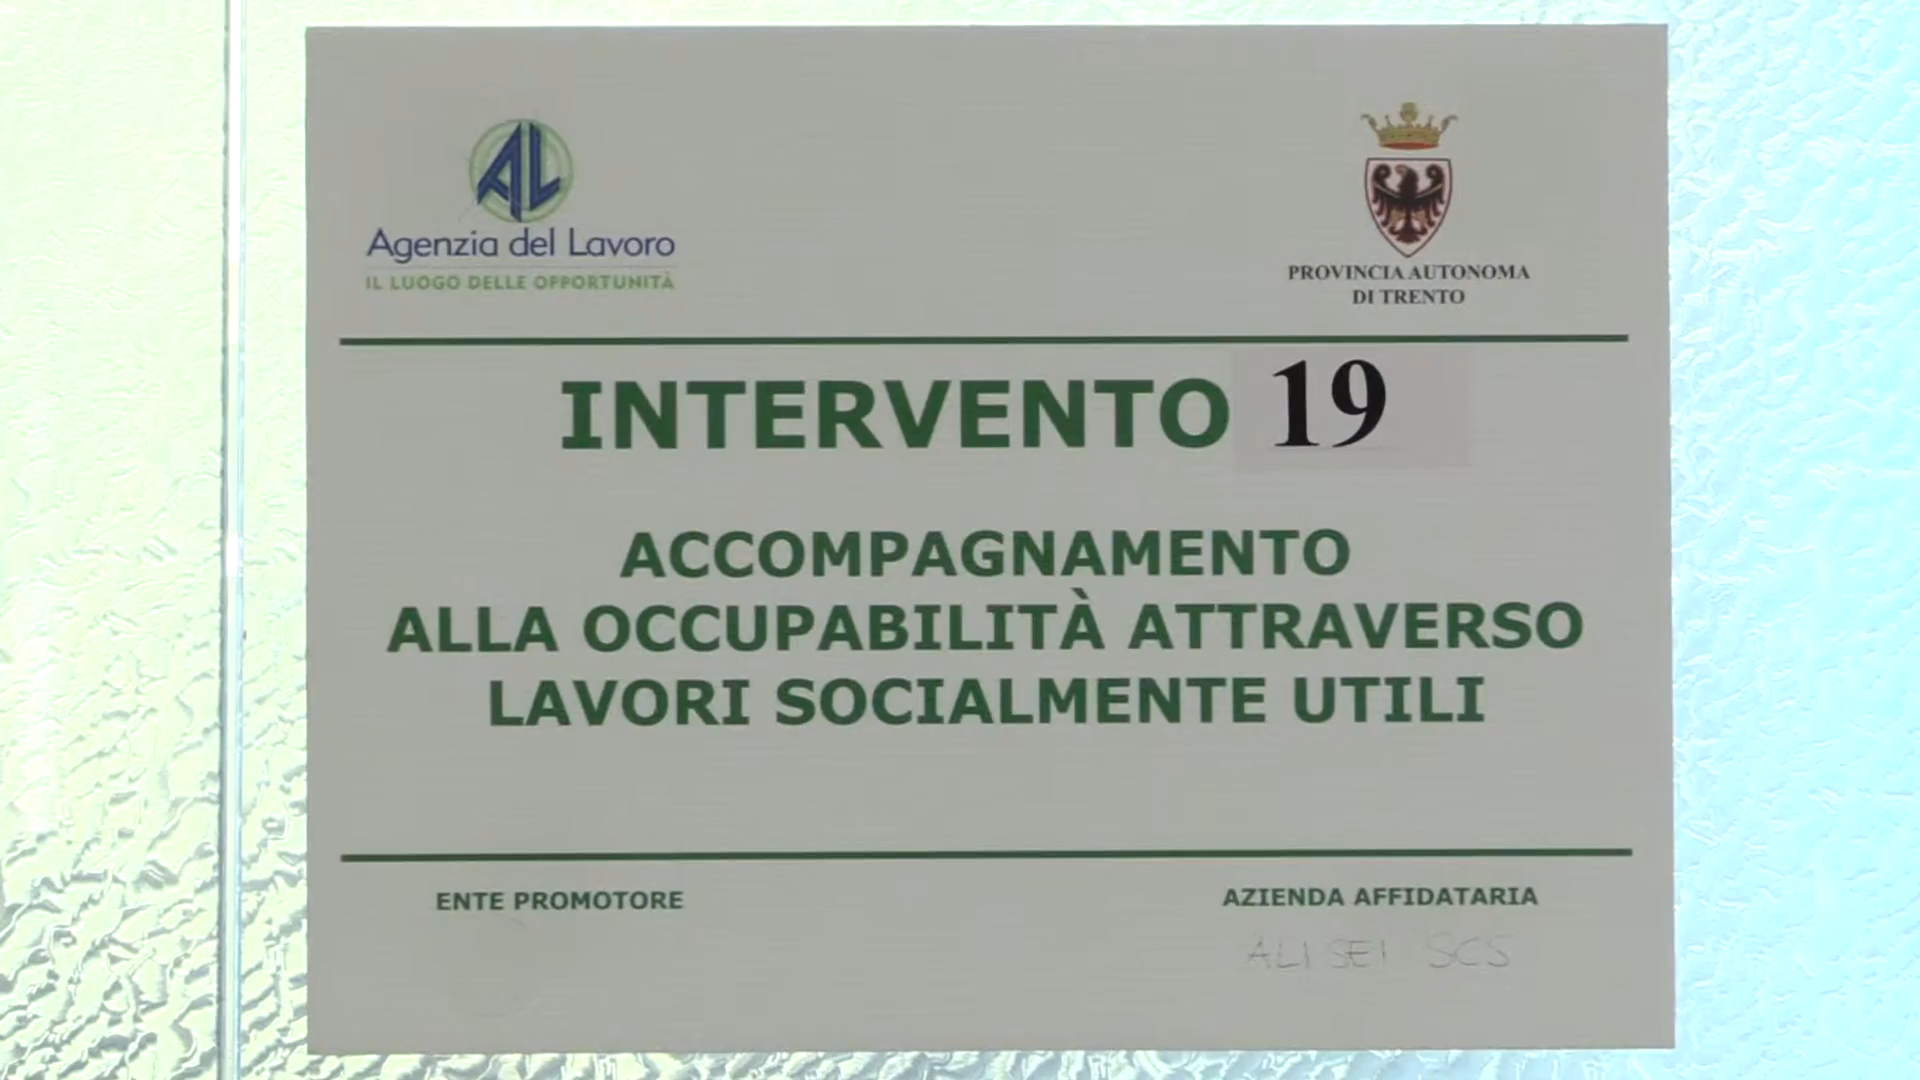 AL
Agenzia del Lavoro
IL LUOGO DELLE OPPORTUNITÀ
PROVINCIA AUTONOMA
DI TRENTO
INTERVENTO 19
ACCOMPAGNAMENTO
ALLA OCCUPABILITÀ ATTRAVERSO
LAVORI SOCIALMENTE UTILI
ENTE PROMOTORE
AZIENDA AFFIDATARIA
ALISEI SCS